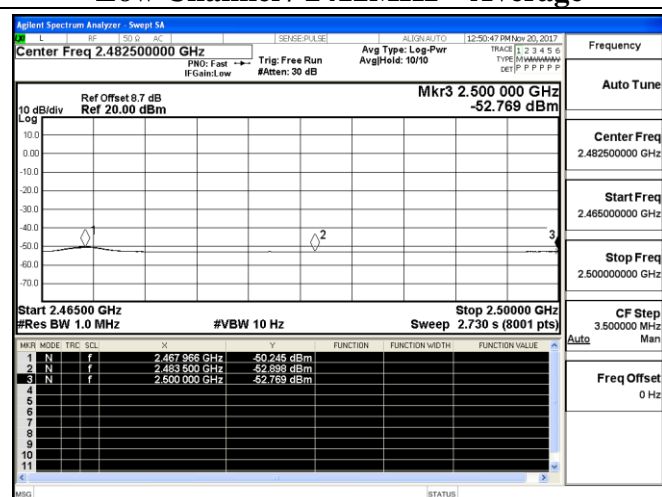 Agilent Spectrum Analyzer - Swept SA
L RF 50 Ω AC SENSE:PULSE ALIGN AUTO 12:50:47 PM Nov 20, 2017
Center Freq 2.482500000 GHz
PNO: Fast Trig: Free Run
IFGain:Low #Atten: 30 dB
Avg Type: Log-Pwr
Avg|Hold: 10/10
TRACE 1 2 3 4 5 6
TYPE M
DET P P P P P P
Ref Offset 8.7 dB
10 dB/div Ref 20.00 dBm
Log
Mkr3 2.500 000 GHz
-52.769 dBm
10.0
0.00
-10.0
-20.0
-30.0
-40.0
-50.0
-60.0
-70.0
1
2
3
Start 2.46500 GHz Stop 2.50000 GHz
#Res BW 1.0 MHz #VBW 10 Hz Sweep 2.730 s (8001 pts)
MKR MODE TRC SCL X Y FUNCTION FUNCTION WIDTH FUNCTION VALUE
1 N f 2.467 966 GHz -50.245 dBm
2 N f 2.483 500 GHz -52.898 dBm
3 N f 2.500 000 GHz -52.769 dBm
4
5
6
7
8
9
10
11
MSG STATUS
Frequency
Auto Tune
Center Freq
2.482500000 GHz
Start Freq
2.465000000 GHz
Stop Freq
2.500000000 GHz
CF Step
3.500000 MHz
Auto Man
Freq Offset
0 Hz